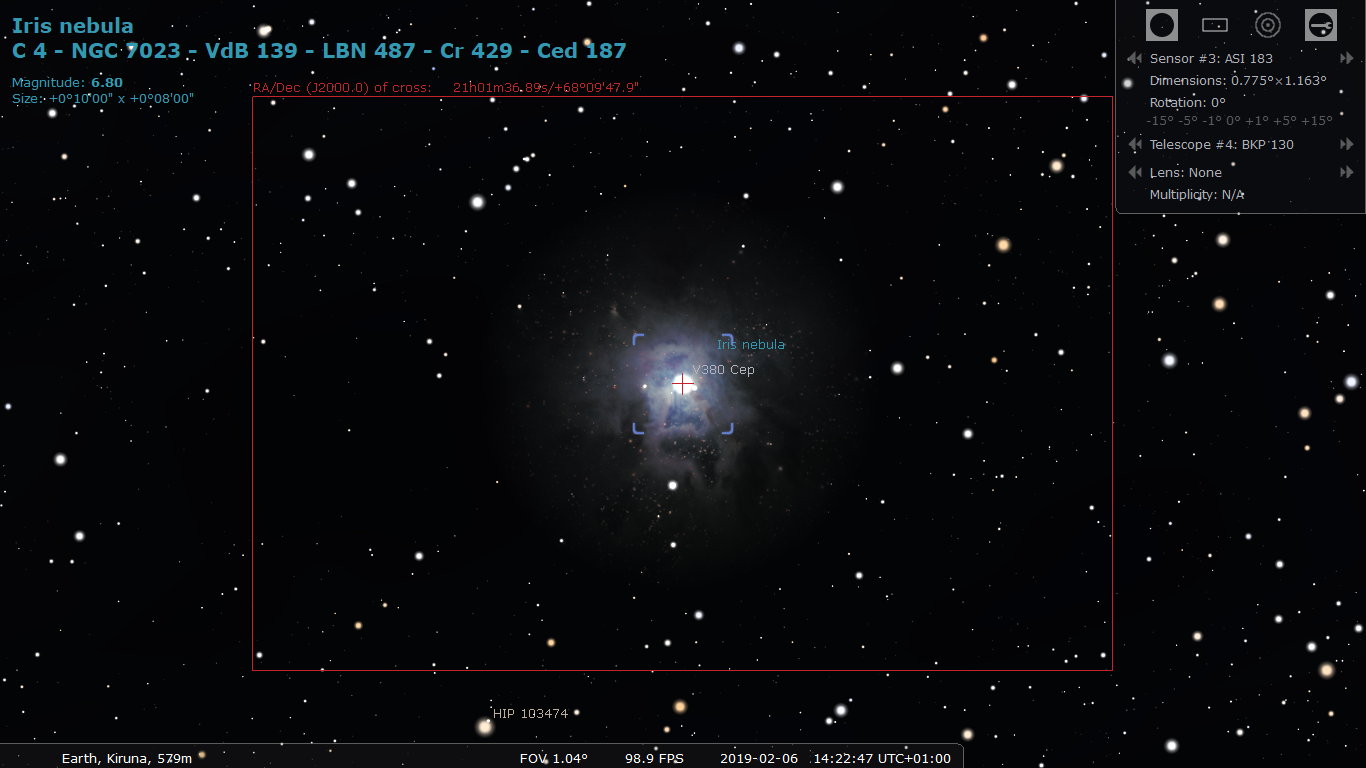 Iris nebula
C 4 - NGC 7023 - VdB 139 - LBN 487 - Cr 429 - Ced 187
Magnitude: 6.80
Size: +0°10'00" x +0°08'00"
RA/Dec (J2000.0) of cross: 21h01m36.89s/+68°09'47.9"
Sensor #3: ASI 183
Dimensions: 0.775°×1.163°
Rotation: 0°
-15° -5° -1° 0° +1° +5° +15°
Telescope #4: BKP 130
Lens: None
Multiplicity: N/A
Iris nebula
V380 Cep
HIP 103474
Earth, Kiruna, 579m FOV 1.04° 98.9 FPS 2019-02-06 14:22:47 UTC+01:00